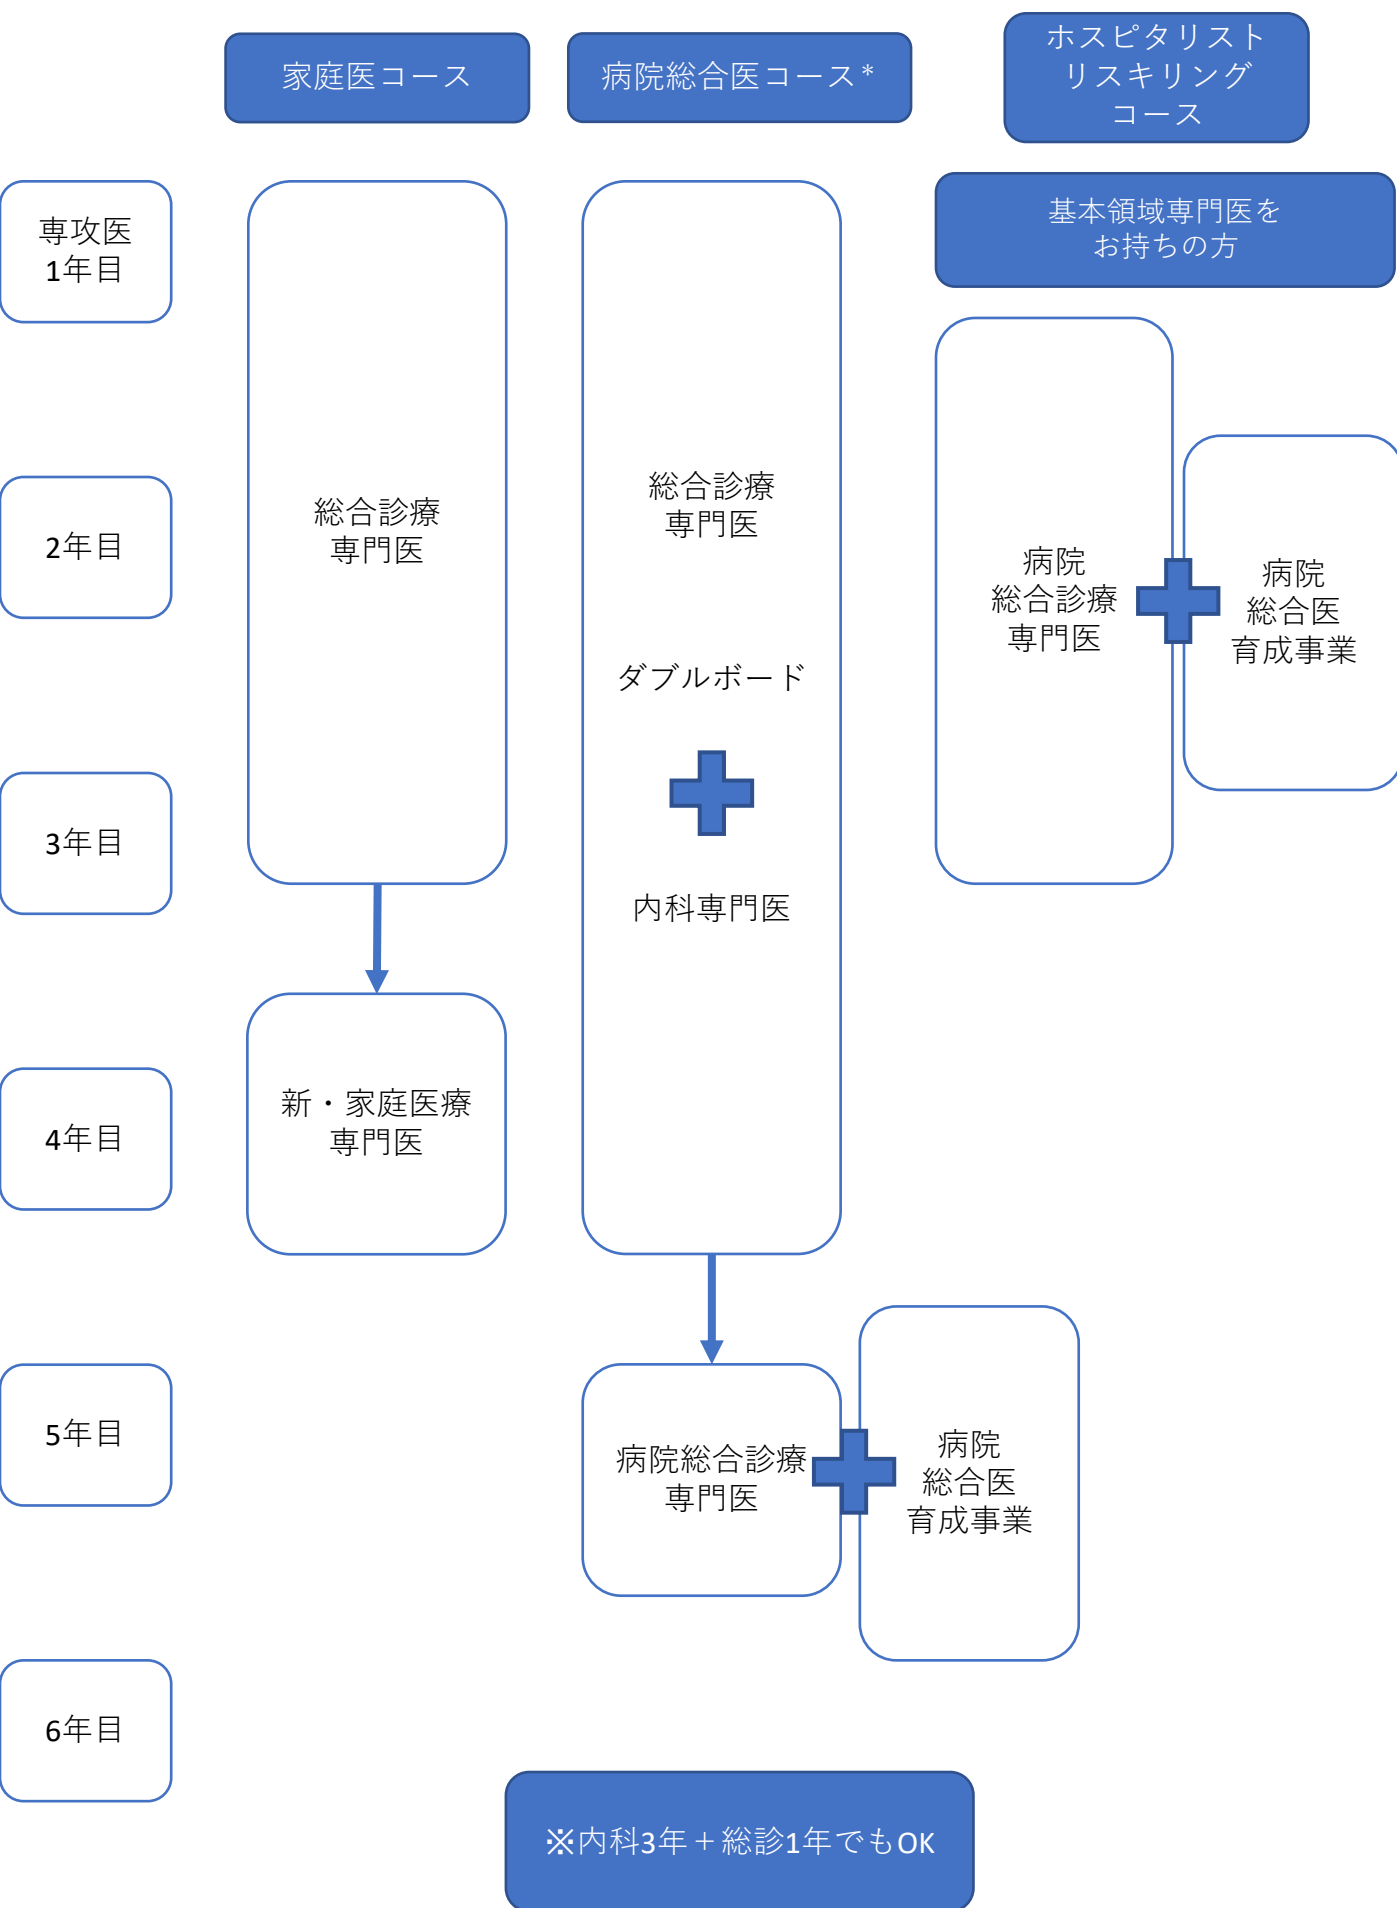 家庭医コース
病院総合医コース*
ホスピタリスト
リスキリング
コース
基本領域専門医を
お持ちの方
専攻医
1年目
2年目
3年目
4年目
5年目
6年目
総合診療
専門医
新・家庭医療
専門医
総合診療
専門医
ダブルボード
内科専門医
病院総合診療
専門医
病院
総合医
育成事業
病院
総合診療
専門医
病院
総合医
育成事業
※内科3年+総診1年でもOK